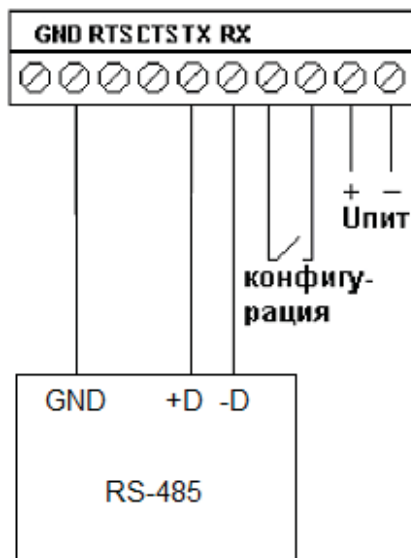 GND RTS CTS TX RX
+ −
Uпит
конфигу-
рация
GND +D -D
RS-485